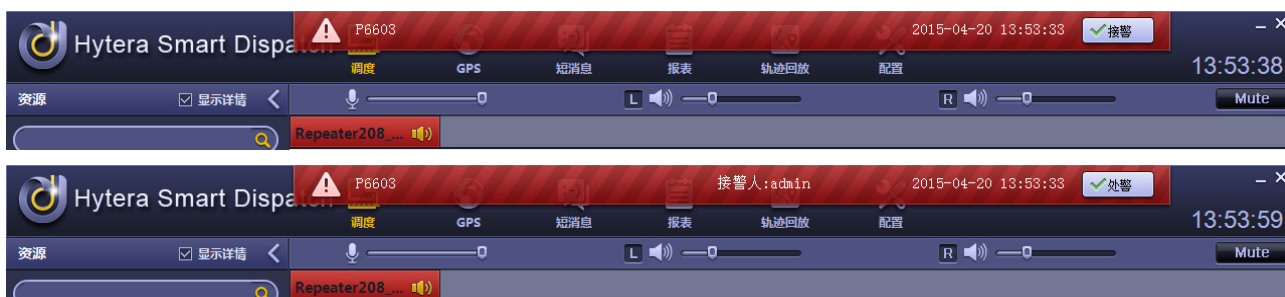 P6603 2015-04-20 13:53:33 接警
Hytera Smart Dispa
调度 GPS 短消息 报表 轨迹回放 配置 13:53:38
资源 显示详情 L R Mute
Repeater208_...
P6603 接警人:admin 2015-04-20 13:53:33 处警
Hytera Smart Dispa
调度 GPS 短消息 报表 轨迹回放 配置 13:53:59
资源 显示详情 L R Mute
Repeater208_...